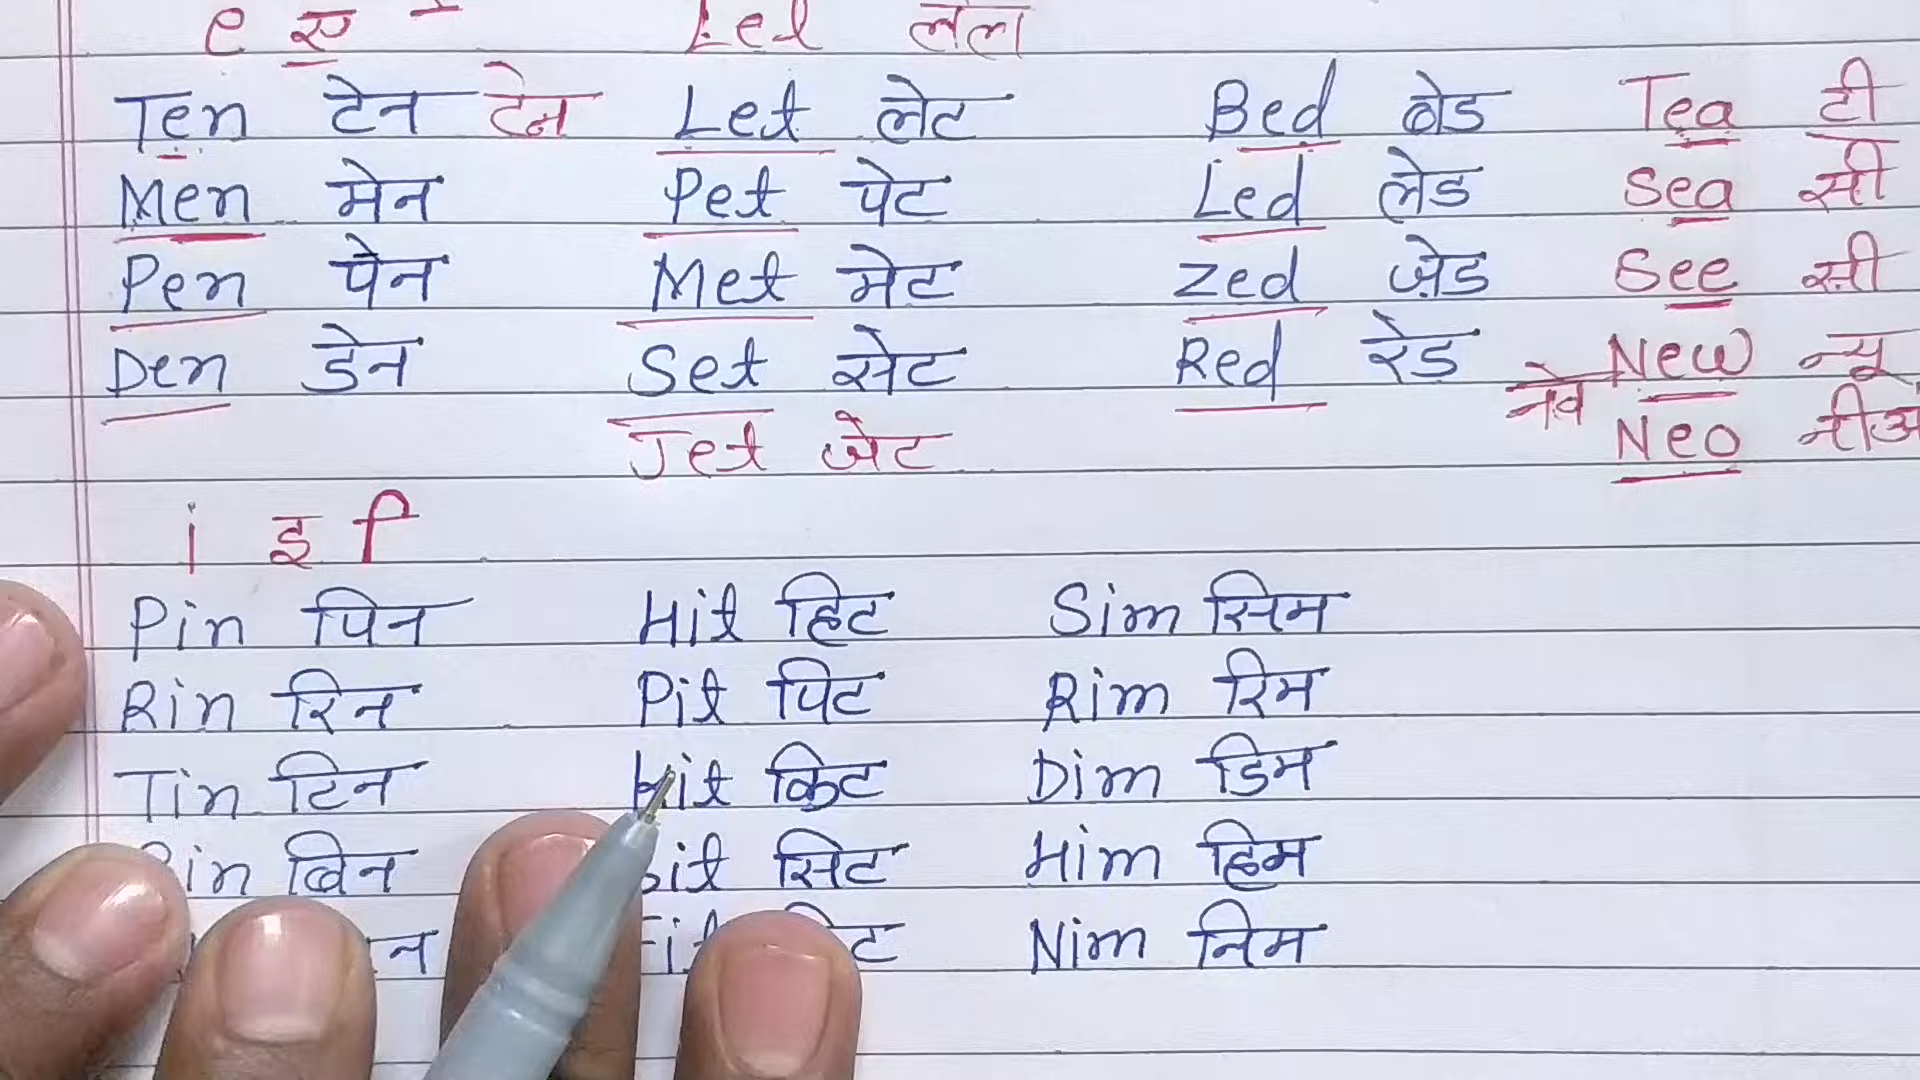 e ए Let
Ten टेन टेन Let लेट Bed बेड Tea टी
Men मेन Pet पेट Led लेड Sea सी
Pen पेन Met मेट Zed ज़ेड See सी
Den डेन Set सेट Red रेड New न्यू
Jet जेट नेव Neo
i इ ि
Pin पिन Hit हिट Sim सिम
Rin रिन Pit पिट Rim रिम
Tin टिन Kit किट Dim डिम
बिन सिट Him हिम
Nim निम